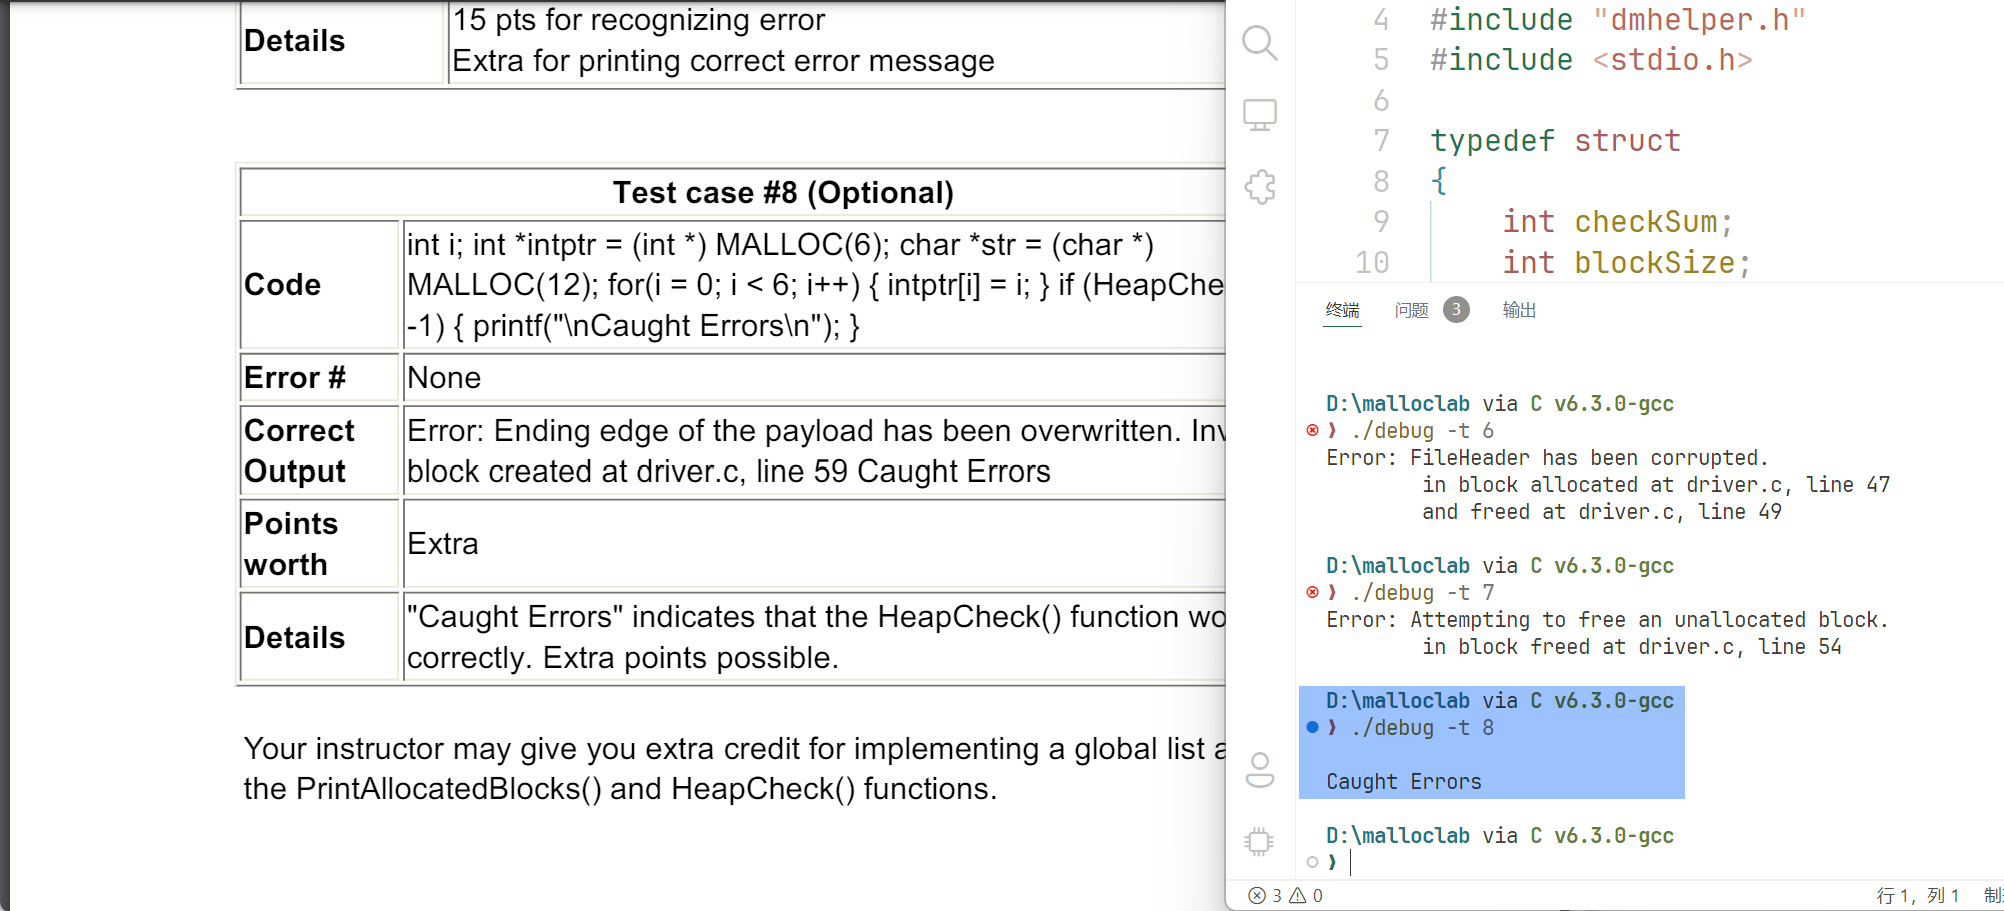 Details
15 pts for recognizing error
Extra for printing correct error message
Test case #8 (Optional)
Code
int i; int *intptr = (int *) MALLOC(6); char *str = (char *)
MALLOC(12); for(i = 0; i < 6; i++) { intptr[i] = i; } if (HeapChe
-1) { printf("\nCaught Errors\n"); }
Error #
None
Correct
Output
Error: Ending edge of the payload has been overwritten. Inv
block created at driver.c, line 59 Caught Errors
Points
worth
Extra
Details
"Caught Errors" indicates that the HeapCheck() function wo
correctly. Extra points possible.
Your instructor may give you extra credit for implementing a global list a
the PrintAllocatedBlocks() and HeapCheck() functions.
4 #include "dmhelper.h"
5 #include <stdio.h>
6
7 typedef struct
8 {
9 int checkSum;
10 int blockSize;
终端 问题 3 输出
D:\malloclab via C v6.3.0-gcc
❯ ./debug -t 6
Error: FileHeader has been corrupted.
in block allocated at driver.c, line 47
and freed at driver.c, line 49
D:\malloclab via C v6.3.0-gcc
❯ ./debug -t 7
Error: Attempting to free an unallocated block.
in block freed at driver.c, line 54
D:\malloclab via C v6.3.0-gcc
❯ ./debug -t 8
Caught Errors
D:\malloclab via C v6.3.0-gcc
❯
3 0 行 1，列 1 制